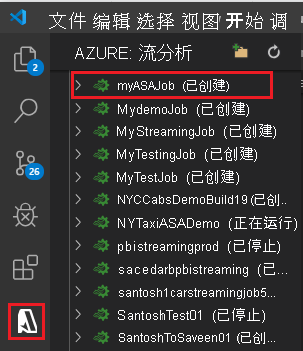 文件 编辑 选择 视图 开始 调
AZURE: 流分析
2
myASAJob (已创建)
MydemoJob (已创建)
MyStreamingJob (已创建)
MyTestingJob (已创建)
26
MyTestJob (已创建)
NYCCabsDemoBuild19 (已创...
NYTaxiASADemo (正在运行)
pbistreamingprod (已停止)
sacedarbpbistreaming (已...
santosh1carstreamingjob5...
SantoshTest01 (已停止)
SantoshToSaveen01 (已创